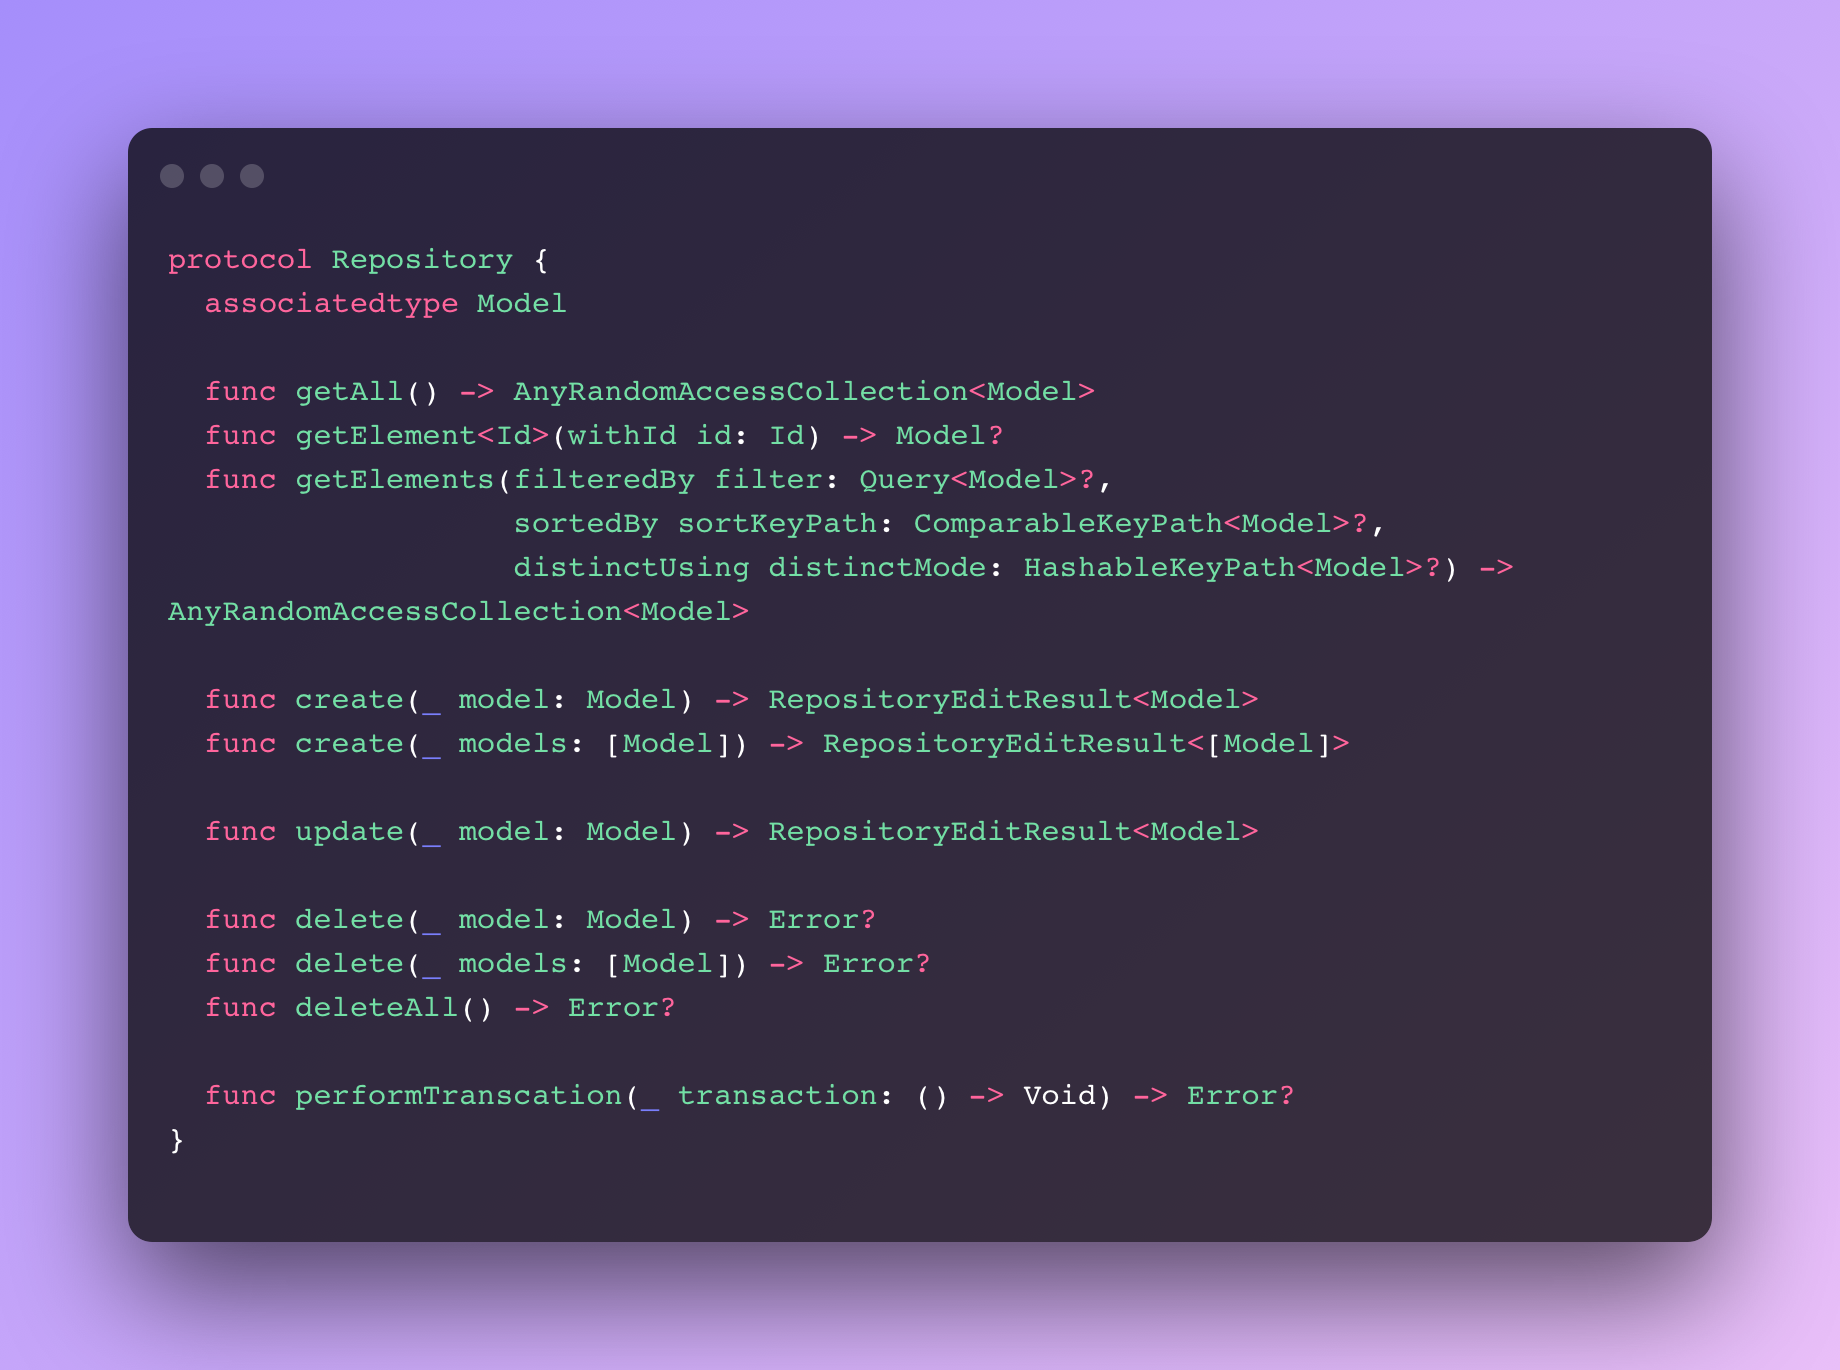 protocol Repository {
  associatedtype Model

  func getAll() -> AnyRandomAccessCollection<Model>
  func getElement<Id>(withId id: Id) -> Model?
  func getElements(filteredBy filter: Query<Model>?,
                   sortedBy sortKeyPath: ComparableKeyPath<Model>?,
                   distinctUsing distinctMode: HashableKeyPath<Model>?) ->
AnyRandomAccessCollection<Model>

  func create(_ model: Model) -> RepositoryEditResult<Model>
  func create(_ models: [Model]) -> RepositoryEditResult<[Model]>

  func update(_ model: Model) -> RepositoryEditResult<Model>

  func delete(_ model: Model) -> Error?
  func delete(_ models: [Model]) -> Error?
  func deleteAll() -> Error?

  func performTranscation(_ transaction: () -> Void) -> Error?
}